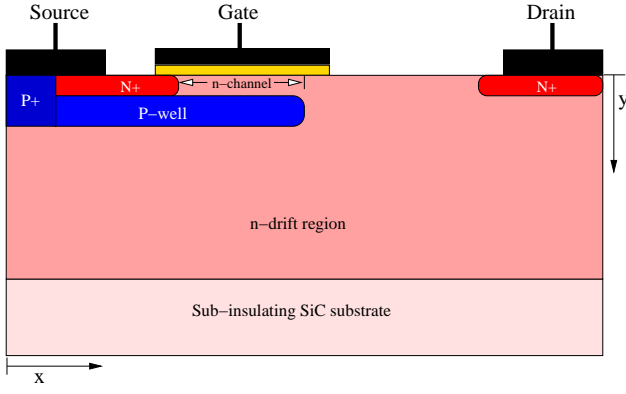 Source Gate Drain
N+ n−channel N+
P+
P−well
y
n−drift region
Sub−insulating SiC substrate
x